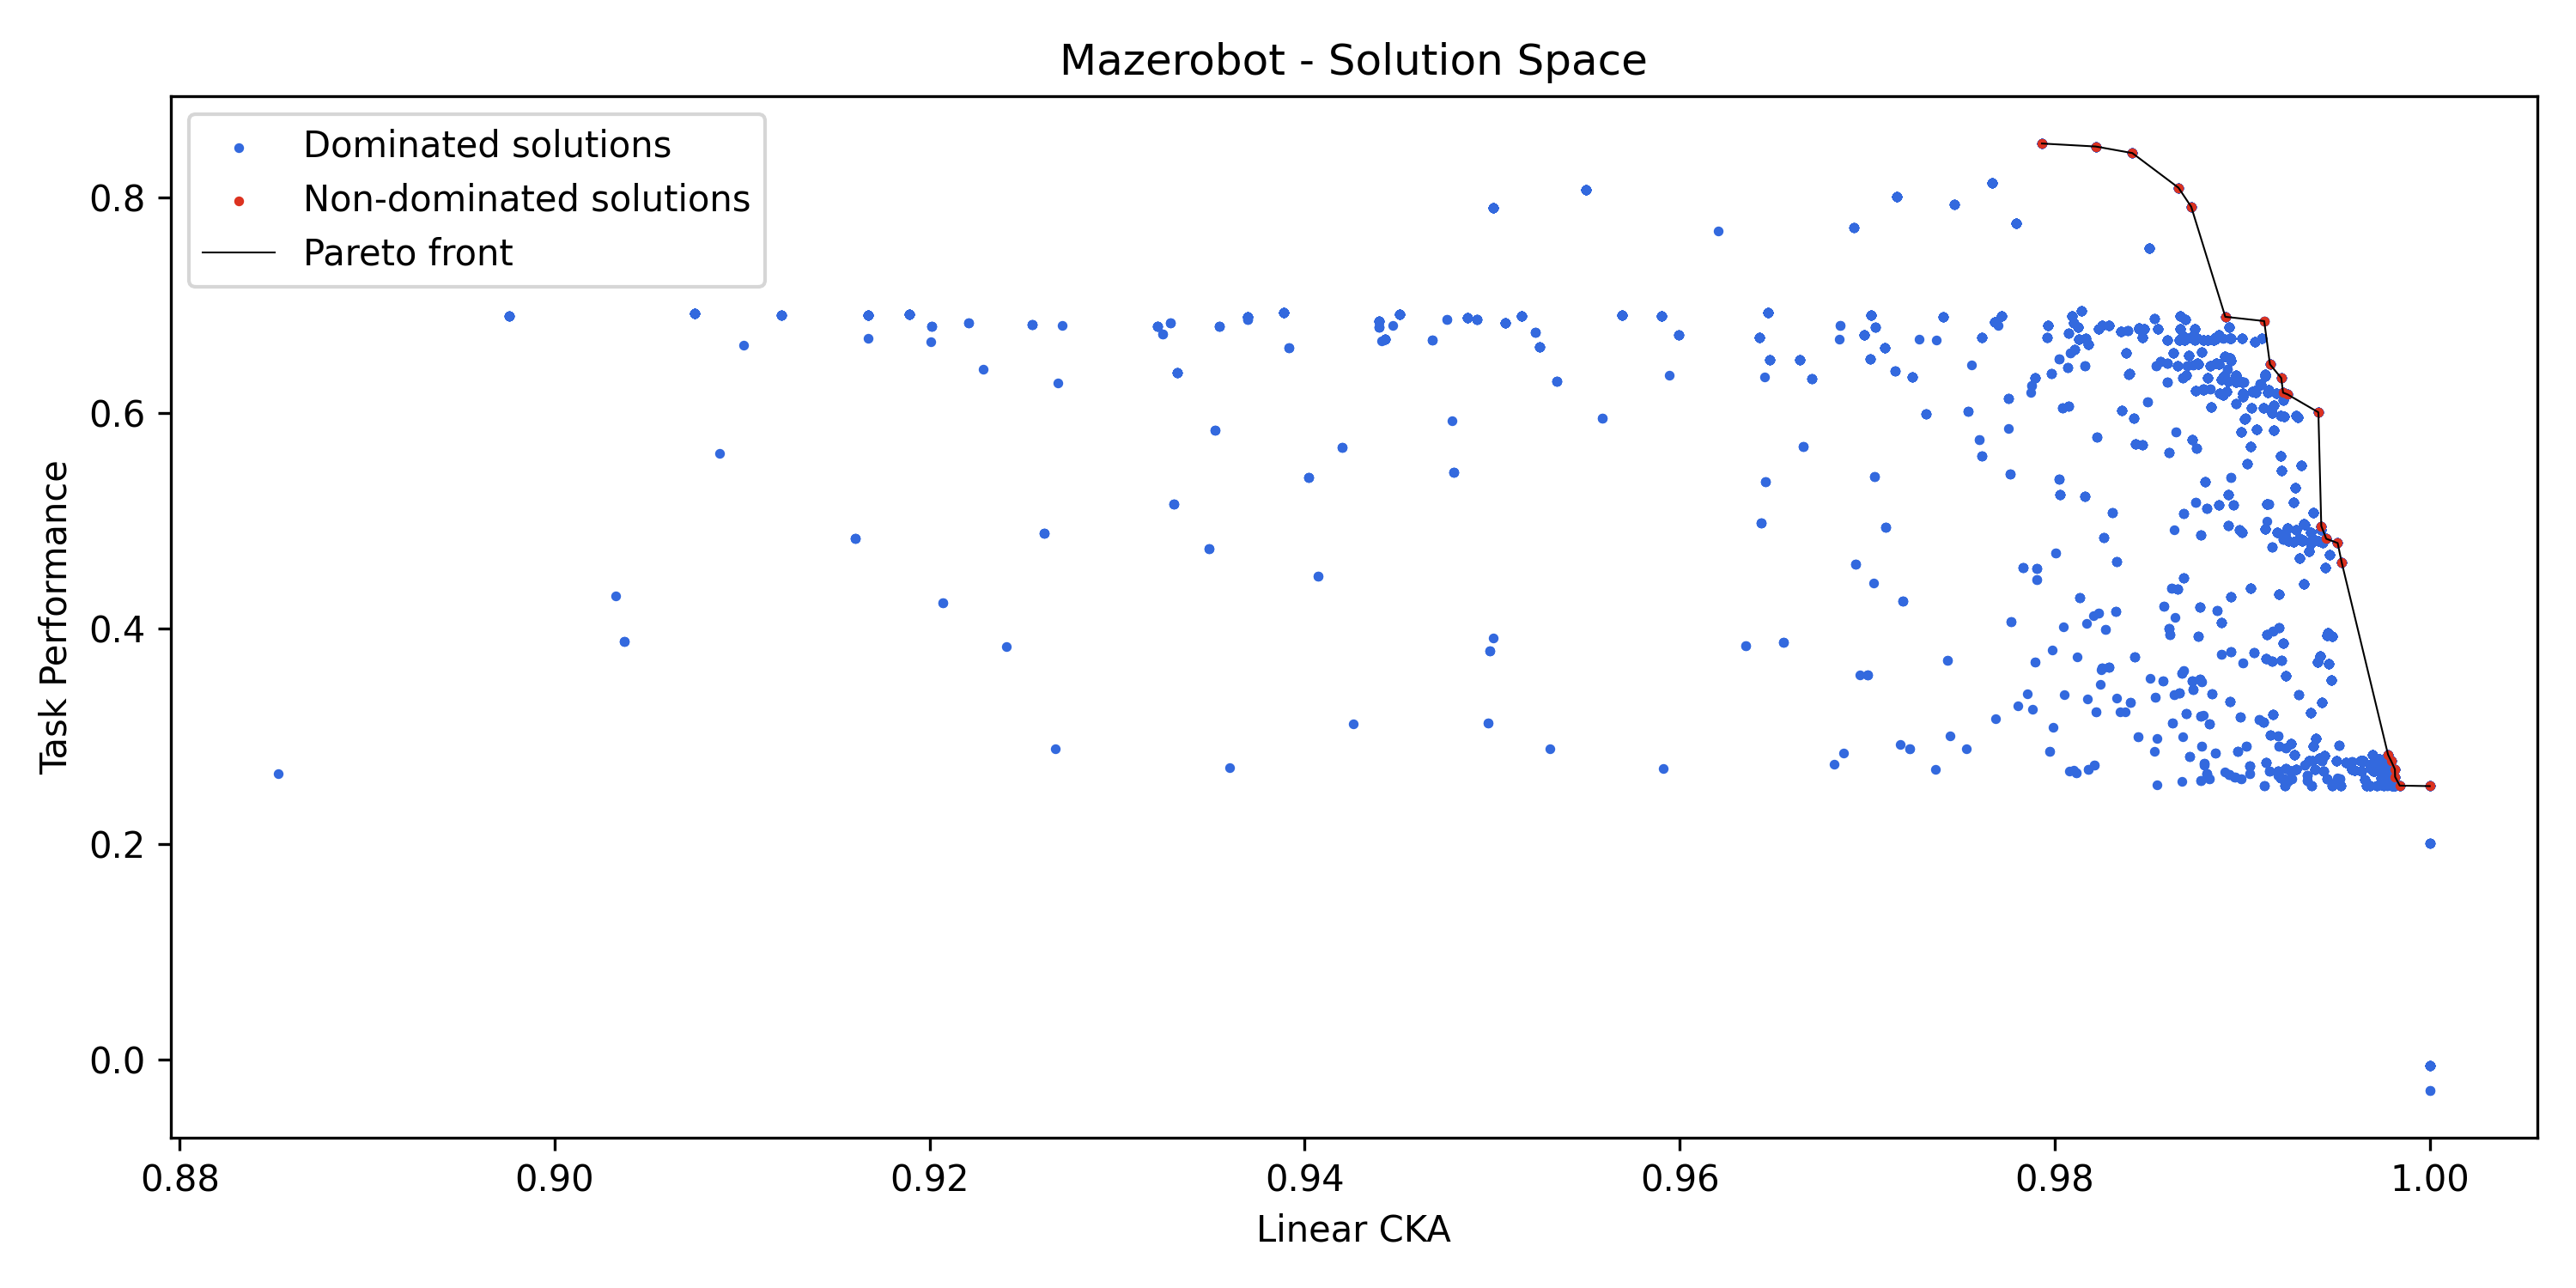 Mazerobot - Solution Space
Dominated solutions
Non-dominated solutions
Pareto front
Task Performance
0.8
0.6
0.4
0.2
0.0
0.88 0.90 0.92 0.94 0.96 0.98 1.00
Linear CKA